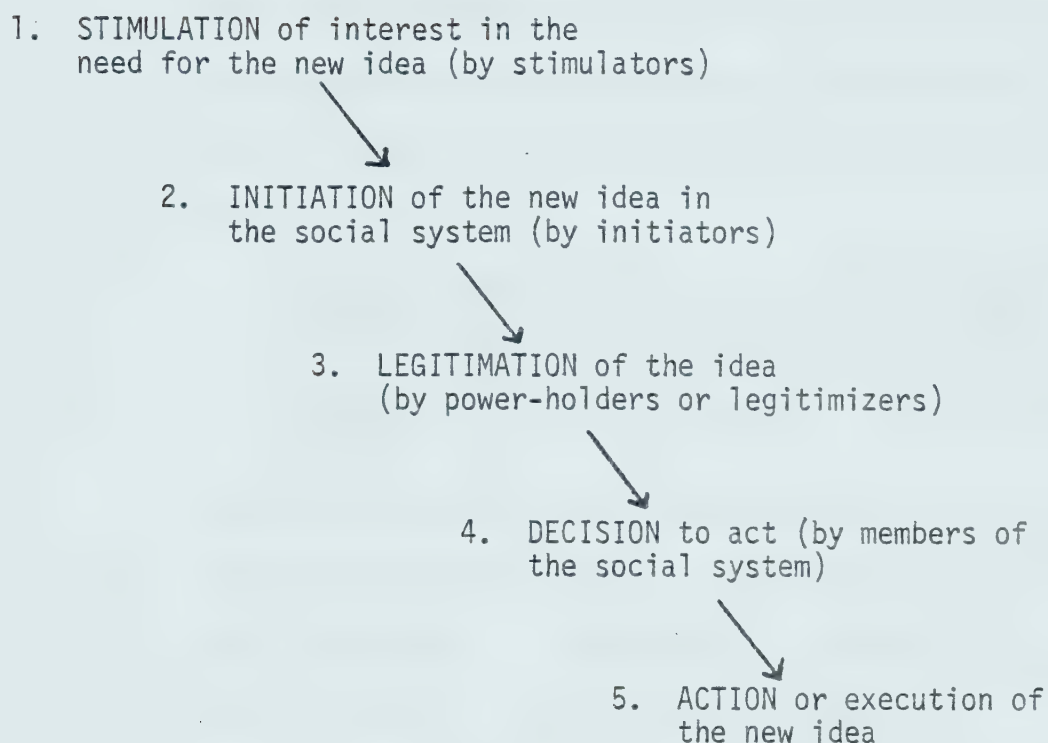 1. STIMULATION of interest in the
need for the new idea (by stimulators)
2. INITIATION of the new idea in
the social system (by initiators)
3. LEGITIMATION of the idea
(by power-holders or legitimizers)
4. DECISION to act (by members of
the social system)
5. ACTION or execution of
the new idea